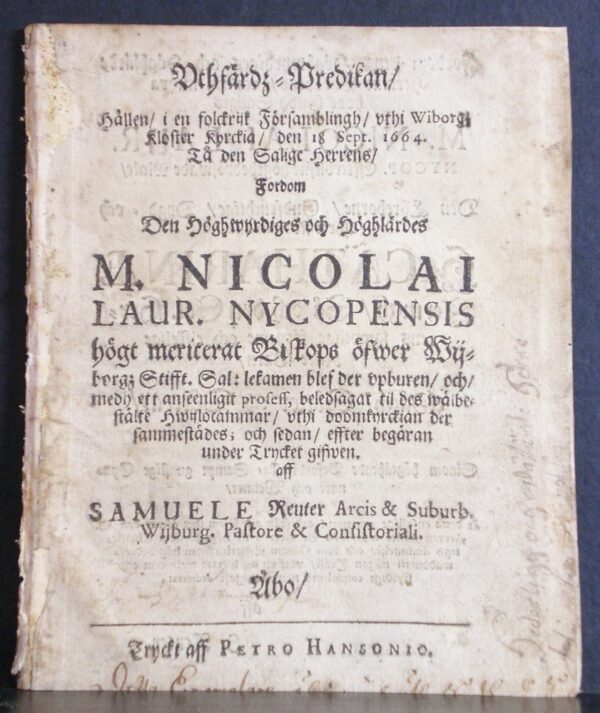 Vthfärdz-Predikan/
Hållen/ i en folckrijk Församblingh/ vthi Wiborgz
Kloster Kyrckia/ den 18 Sept. 1664.
Tå den Salige Herrens/
Fordom
Den Höghwyrdiges och Höghlärdes
M. NICOLAI
LAUR. NYCOPENSIS
högt meriterat Biskops öfwer Wij-
borgz Stifft. Sal: lekamen blef der vpburen/ och/
medh ett anseenligit process, beledsagat til des wälbe-
stälte Hwijlocammar/ vthi doomkyrckian der
sammestädes; och sedan/ effter begäran
under Trycket gifwen.
aff
SAMUELE Reuter Arcis & Suburb.
Wijburg. Pastore & Consistoriali.
Åbo/
Tryckt aff PETRO HANSONIO.